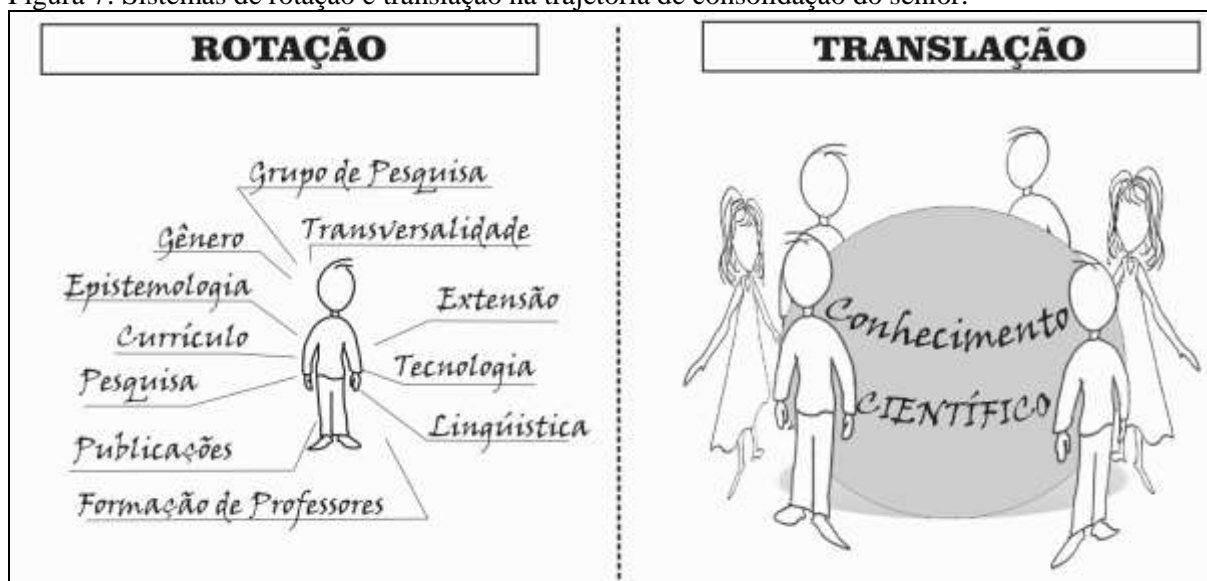 Figura 7: Sistemas de rotação e translação na trajetória de consolidação do sênior.
ROTAÇÃO
Grupo de Pesquisa
Gênero
Transversalidade
Epistemologia
Extensão
Currículo
Tecnologia
Pesquisa
Lingúistica
Publicações
Formação de Professores
TRANSLAÇÃO
Conhecimento
CIENTÍFICO